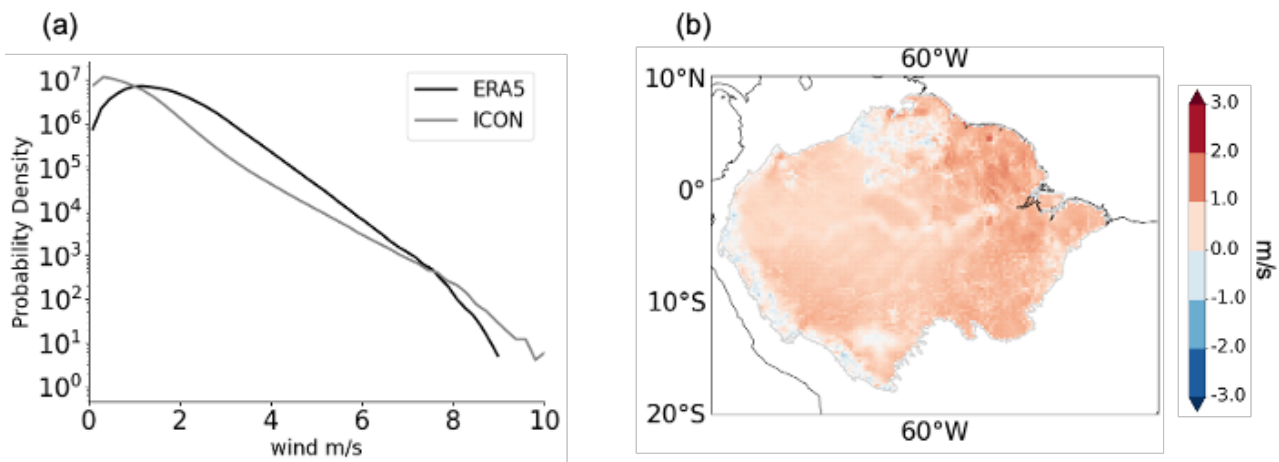 (a)
Probability Density
10⁷
10⁶
10⁵
10⁴
10³
10²
10¹
10⁰
ERA5
ICON
0 2 4 6 8 10
wind m/s
(b)
60°W
10°N
0°
10°S
20°S
60°W
3.0
2.0
1.0
0.0
-1.0
-2.0
-3.0
m/s